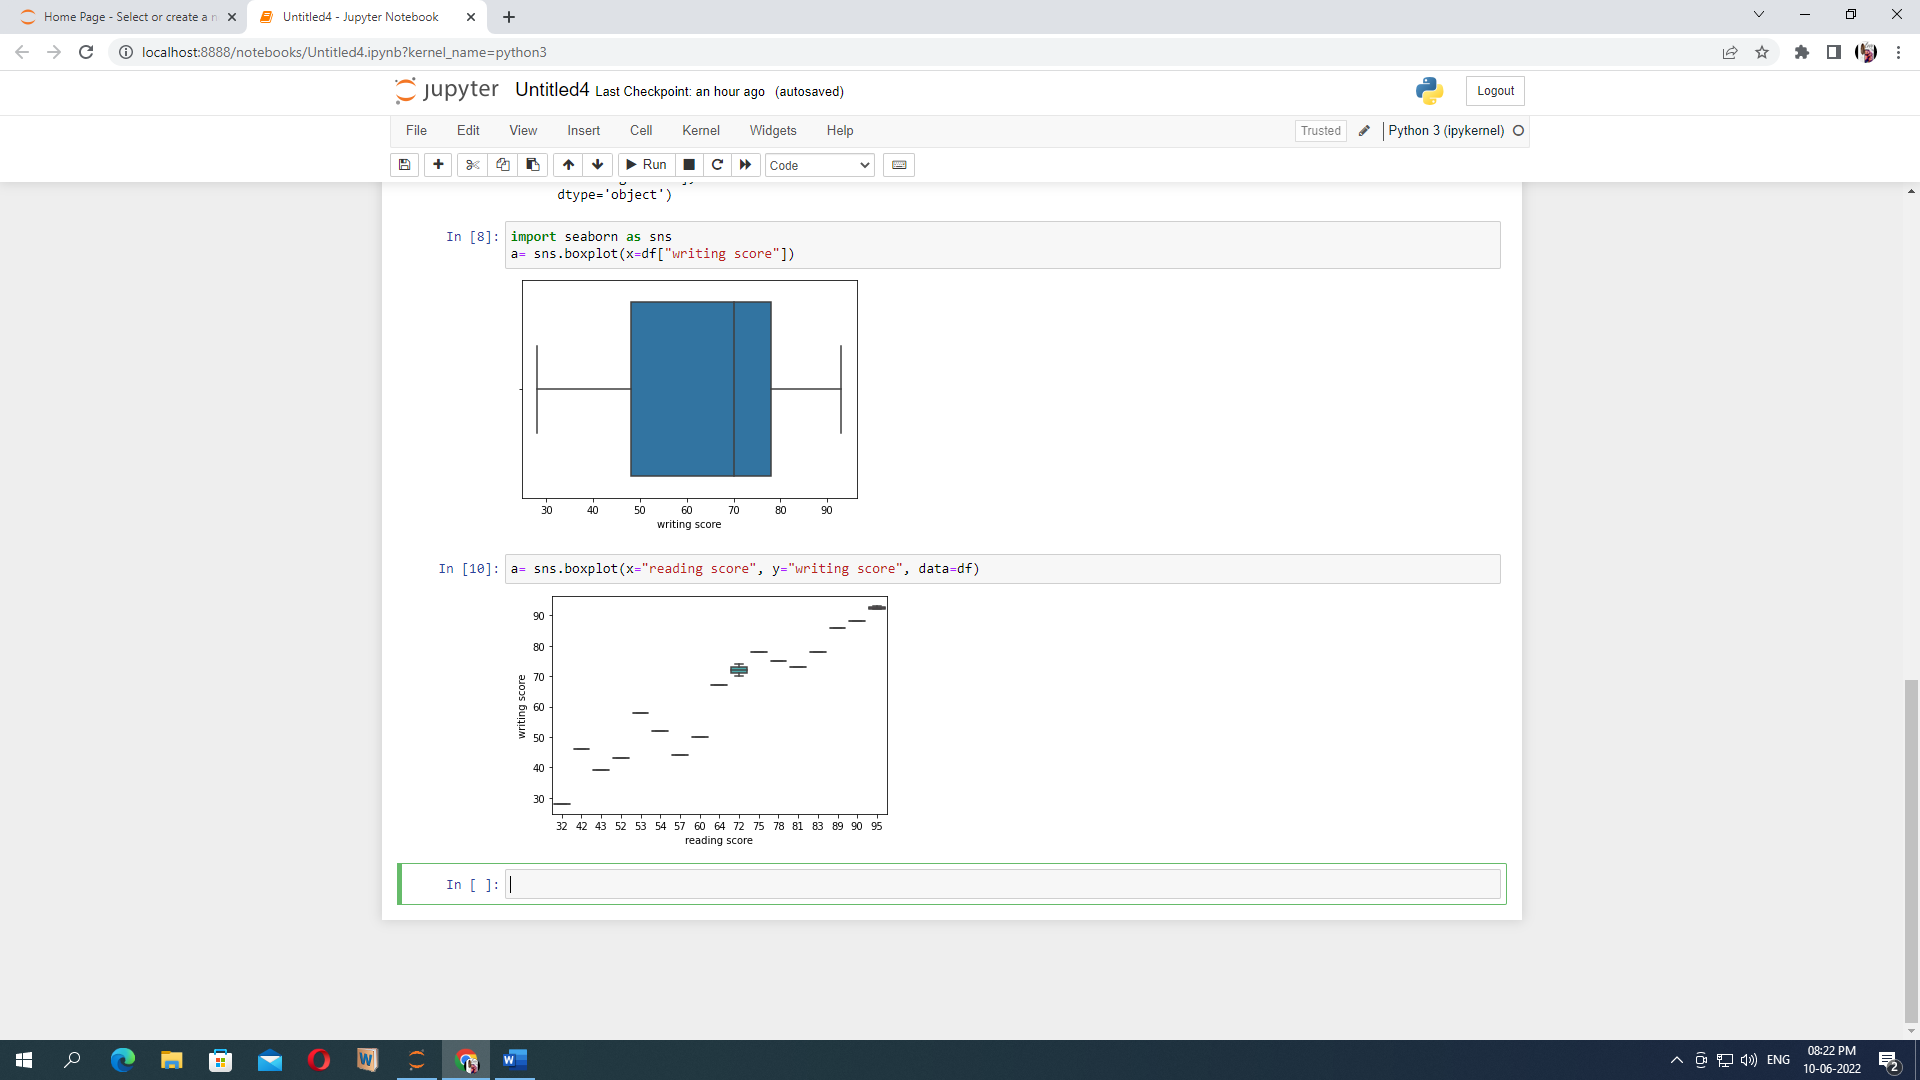 Home Page - Select or create a n
Untitled4 - Jupyter Notebook
localhost:8888/notebooks/Untitled4.ipynb?kernel_name=python3
jupyter Untitled4 Last Checkpoint: an hour ago (autosaved)
Logout
File Edit View Insert Cell Kernel Widgets Help
Trusted
Python 3 (ipykernel)
Run
Code
dtype='object')
In [8]:
import seaborn as sns
a= sns.boxplot(x=df["writing score"])
30 40 50 60 70 80 90
writing score
In [10]:
a= sns.boxplot(x="reading score", y="writing score", data=df)
90
80
70
60
50
40
30
writing score
32 42 43 52 53 54 57 60 64 72 75 78 81 83 89 90 95
reading score
In [ ]:
ENG
08:22 PM
10-06-2022
2